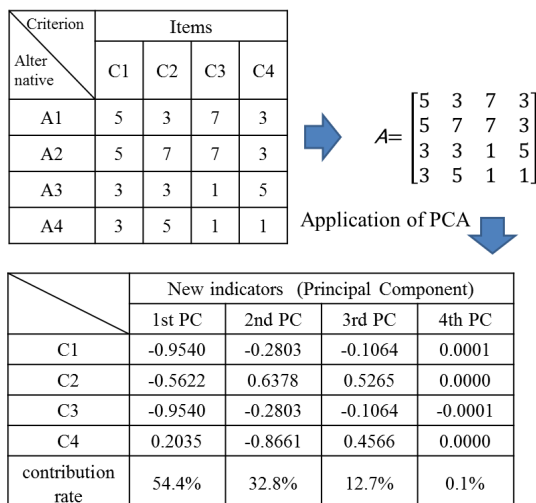 Criterion
Alter
native
Items
C1 C2 C3 C4
A1 5 3 7 3
A2 5 7 7 3
A3 3 3 1 5
A4 3 5 1 1
A=
5 3 7 3
5 7 7 3
3 3 1 5
3 5 1 1
Application of PCA
New indicators (Principal Component)
1st PC 2nd PC 3rd PC 4th PC
C1 -0.9540 -0.2803 -0.1064 0.0001
C2 -0.5622 0.6378 0.5265 0.0000
C3 -0.9540 -0.2803 -0.1064 -0.0001
C4 0.2035 -0.8661 0.4566 0.0000
contribution
rate
54.4% 32.8% 12.7% 0.1%